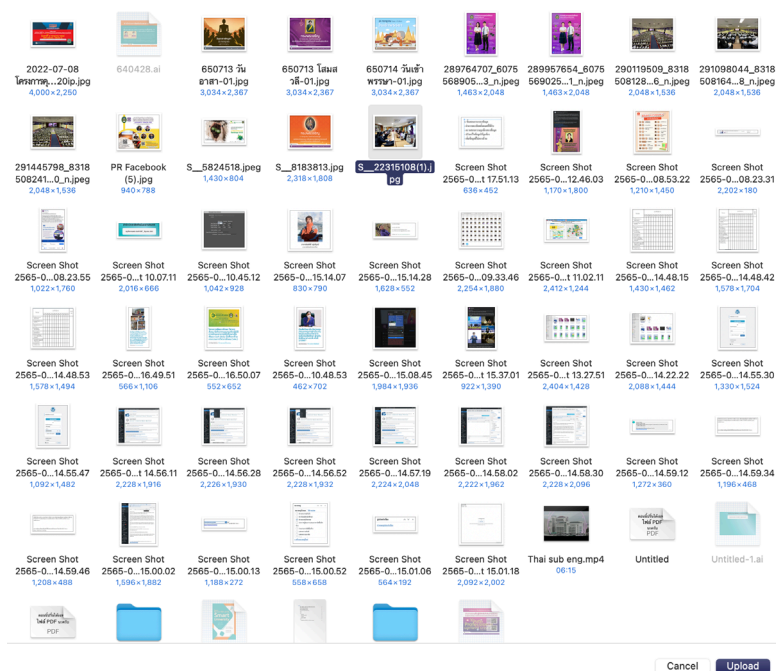 2022-07-08
โครงการคุ...20ip.jpg
4,000×2,250
640428.ai
650713 วัน
อาสา-01.jpg
3,034×2,367
650713 โสมส
วลี-01.jpg
3,034×2,367
650714 วันเข้า
พรรษา-01.jpg
3,034×2,367
289764707_6075
568905...3_n.jpeg
1,463×2,048
289957654_6075
569025...1_n.jpeg
1,463×2,048
290119509_8318
508128...6_n.jpeg
2,048×1,536
291098044_8318
508164...8_n.jpeg
2,048×1,536
291445798_8318
508241...0_n.jpeg
2,048×1,536
PR Facebook
(5).jpg
940×788
S__5824518.jpeg
1,430×804
S__8183813.jpg
2,318×1,808
S__22315108(1).j
pg
Screen Shot
2565-0...t 17.51.13
636×452
Screen Shot
2565-0...12.46.03
1,170×1,800
Screen Shot
2565-0...08.53.22
1,210×1,450
Screen Shot
2565-0...08.23.31
2,202×180
Screen Shot
2565-0...08.23.55
1,022×1,760
Screen Shot
2565-0...t 10.07.11
2,016×666
Screen Shot
2565-0...10.45.12
1,042×928
Screen Shot
2565-0...15.14.07
830×790
Screen Shot
2565-0...15.14.28
1,628×552
Screen Shot
2565-0...09.33.46
2,254×1,880
Screen Shot
2565-0...t 11.02.11
2,412×1,244
Screen Shot
2565-0...14.48.15
1,430×1,462
Screen Shot
2565-0...14.48.42
1,578×1,704
Screen Shot
2565-0...14.48.53
1,578×1,494
Screen Shot
2565-0...16.49.51
566×1,106
Screen Shot
2565-0...16.50.07
552×652
Screen Shot
2565-0...10.48.53
462×702
Screen Shot
2565-0...15.08.45
1,984×1,936
Screen Shot
2565-0...t 15.37.01
922×1,390
Screen Shot
2565-0...t 13.27.51
2,404×1,428
Screen Shot
2565-0...14.22.22
2,088×1,444
Screen Shot
2565-0...14.55.30
1,330×1,524
Screen Shot
2565-0...14.55.47
1,092×1,482
Screen Shot
2565-0...t 14.56.11
2,228×1,916
Screen Shot
2565-0...14.56.28
2,226×1,930
Screen Shot
2565-0...14.56.52
2,228×1,932
Screen Shot
2565-0...14.57.19
2,224×2,048
Screen Shot
2565-0...14.58.02
2,222×1,962
Screen Shot
2565-0...14.58.30
2,228×2,096
Screen Shot
2565-0...14.59.12
1,272×360
Screen Shot
2565-0...14.59.34
1,196×468
Screen Shot
2565-0...14.59.46
1,208×488
Screen Shot
2565-0...15.00.02
1,596×1,882
Screen Shot
2565-0...15.00.13
1,188×272
Screen Shot
2565-0...15.00.52
558×658
Screen Shot
2565-0...15.01.06
564×192
Screen Shot
2565-0...t 15.01.18
2,092×2,002
Thai sub eng.mp4
06:15
ไฟล์ PDF
PDF
Untitled
Untitled-1.ai
ไฟล์ PDF
PDF
Cancel
Upload